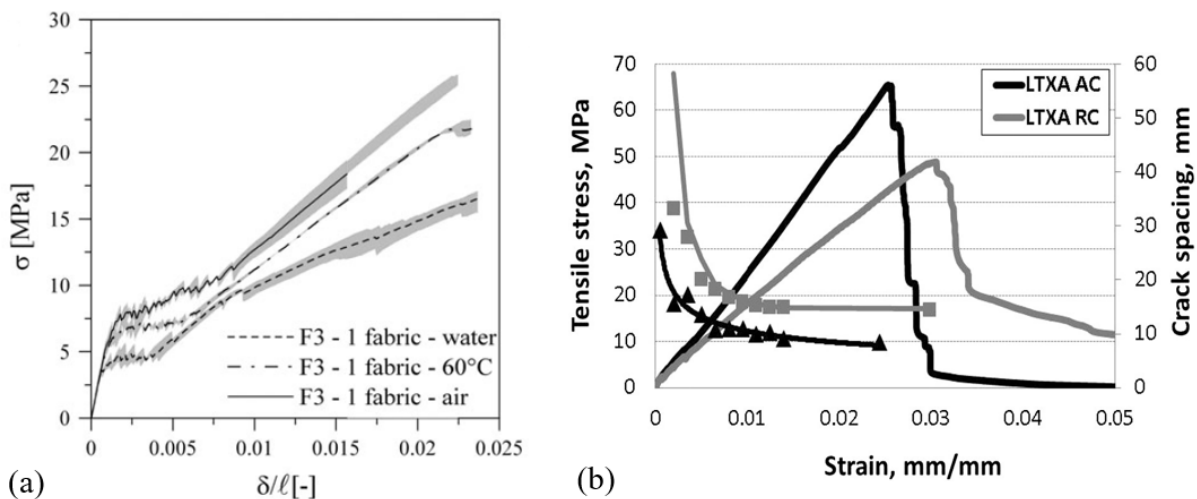 30
25
20
15
10
5
0
σ [MPa]
F3 - 1 fabric - water
F3 - 1 fabric - 60°C
F3 - 1 fabric - air
0
0.005
0.01
0.015
0.02
0.025
δ/ℓ[-]
(a)
70
60
50
40
30
20
10
0
Tensile stress, MPa
LTXA AC
LTXA RC
60
50
40
30
20
10
0
Crack spacing, mm
0
0.01
0.02
0.03
0.04
0.05
Strain, mm/mm
(b)